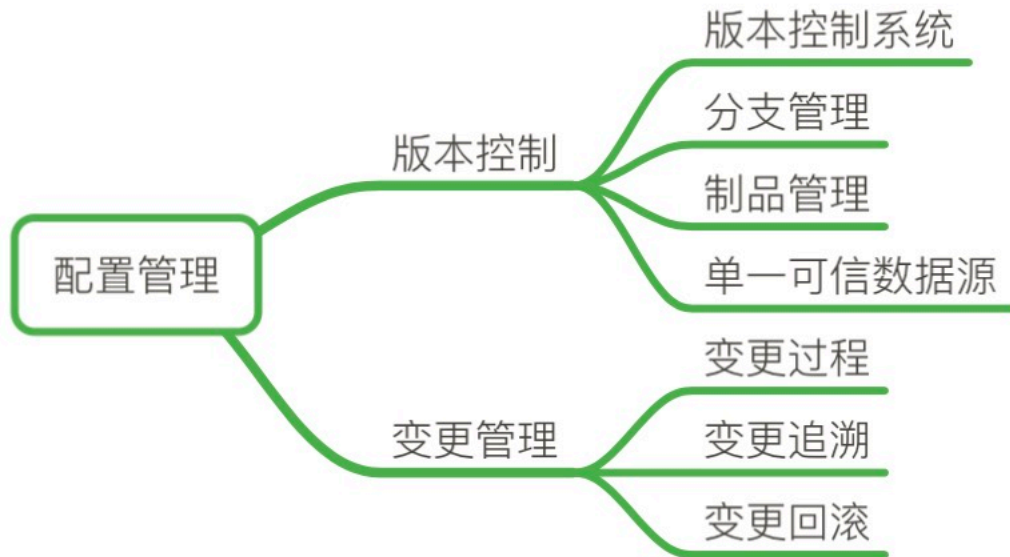 配置管理
版本控制
版本控制系统
分支管理
制品管理
单一可信数据源
变更管理
变更过程
变更追溯
变更回滚